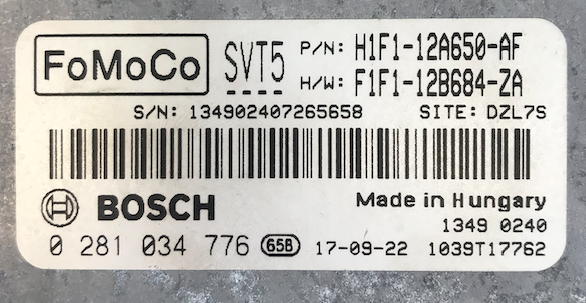 FoMoCo SVT5 P/N: H1F1-12A650-AF
H/W: F1F1-12B684-ZA
S/N: 134902407265658 SITE: DZL7S
BOSCH Made in Hungary
1349 0240
0 281 034 776 65B 17-09-22 1039T17762